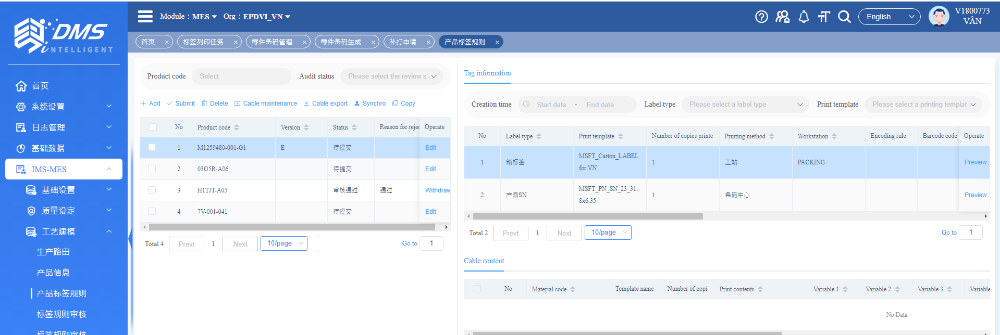 DMS
iNTELLIGENT
Module : MES Org : EPDVI_VN
English
V1800773
VÂN
首页 × 标签列印任务 × 零件条码管理 × 零件条码生成 × 补打申请 × 产品标签规则 ×
首页
系统设置
日志管理
基础数据
IMS-MES
基础设置
质量设定
工艺建模
生产路由
产品信息
产品标签规则
标签规则审核
标签规则审核
Product code Select Audit status Please select the review st
Add Submit Delete Cable maintenance Cable export Synchro Copy
No Product code Version Status Reason for rejec Operate
1 M1259480-001-G1 E 待提交 Edit
2 03G5R-A06 待提交 Edit
3 H1TJT-A05 审核通过 通过 Withdraw
4 7V-001-041 待提交 Edit
Total 4 Prevt 1 Next 10/page Go to 1
Tag information
Creation time Start date - End date Label type Please select a label type Print template Please select a printing templat
No Label type Print template Number of copies printe Printing method Workstation Encoding rule Barcode code Operate
1 箱标签 MSFT_Carton_LABEL for VN 1 工站 PACKING Preview.
2 产品SN MSFT_PN_SN_23_31.8x6.35 1 条码中心 Preview.
Total 2 Prevt 1 Next 10/page Go to 1
Cable content
No Material code Template name Number of copi Print contents Variable 1 Variable 2 Variable 3 Variable
No Data